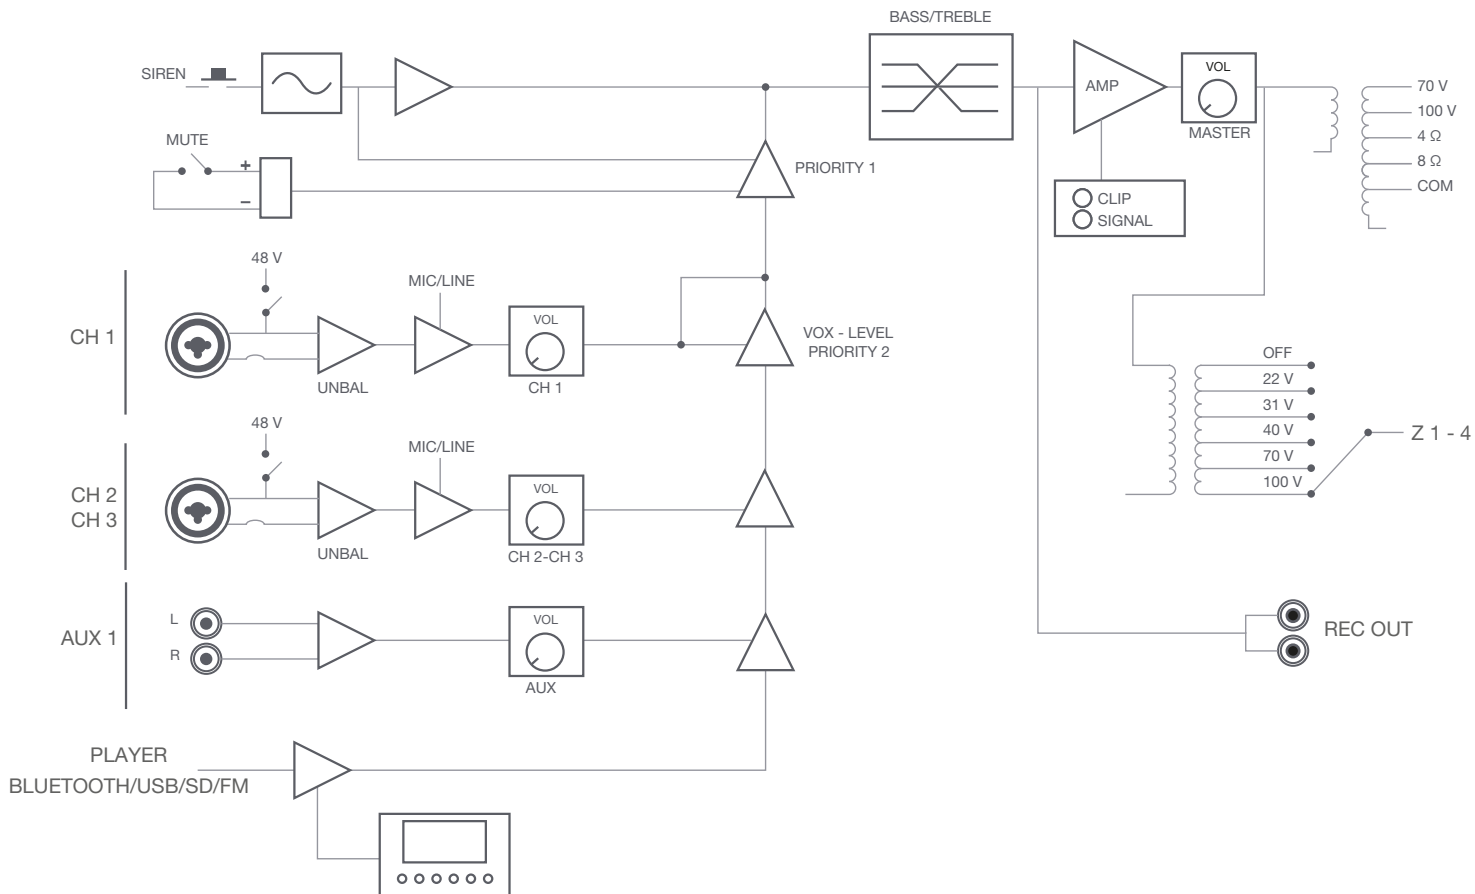 BASS/TREBLE
SIREN
VOL
AMP
MASTER
70 V
100 V
4 Ω
8 Ω
COM
MUTE
+
–
PRIORITY 1
CLIP
SIGNAL
48 V
MIC/LINE
CH 1
VOL
UNBAL
CH 1
VOX - LEVEL
PRIORITY 2
OFF
22 V
31 V
40 V
70 V
100 V
Z 1 - 4
48 V
MIC/LINE
CH 2
CH 3
VOL
UNBAL
CH 2-CH 3
AUX 1
L
R
VOL
AUX
REC OUT
PLAYER
BLUETOOTH/USB/SD/FM